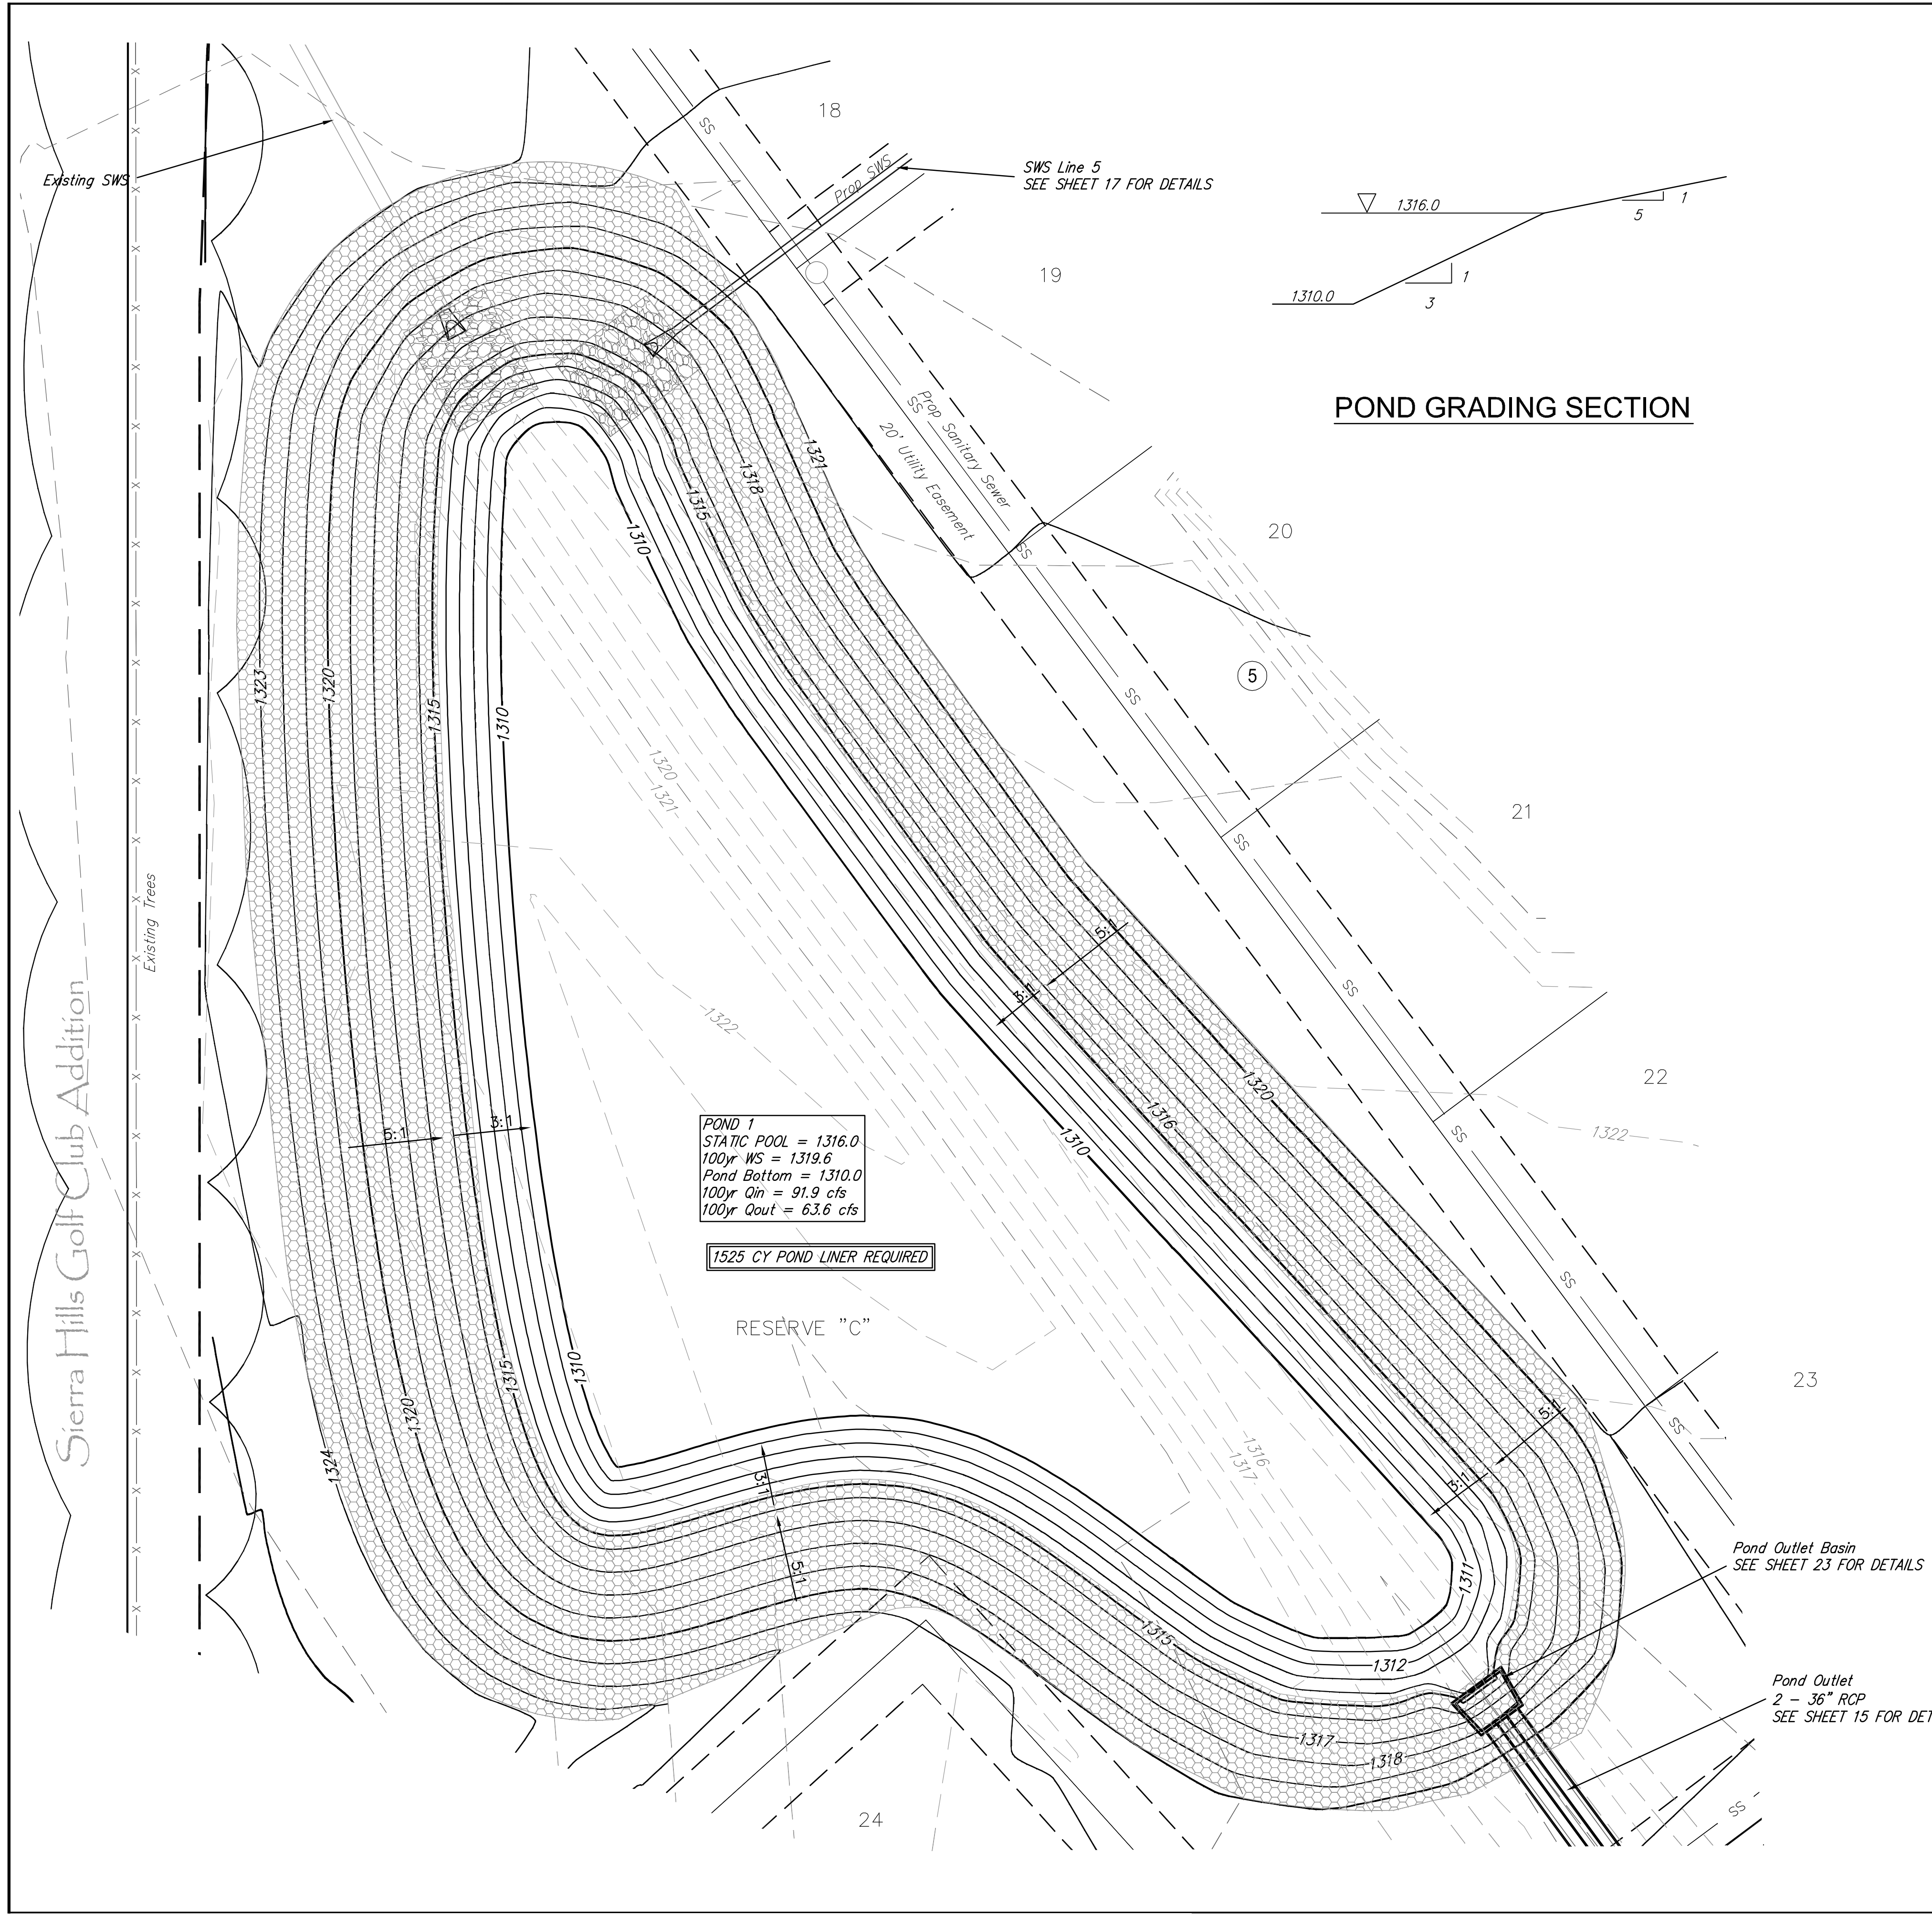 18
Existing SWS
Prop SWS
SWS Line 5
SEE SHEET 17 FOR DETAILS
1316.0
5
1
1310.0
3
1
POND GRADING SECTION
19
SS
SS
Prop Sanitary Sewer
20' Utility Easement
SS
20
5
1321
1318
1315
1310
1323
1320
1315
1310
1320
1321
SS
21
SS
Existing Trees
Sierra Hills Golf Club Addition
5:1
3:1
1322
SS
22
1322
SS
1320
1316
1310
5:1
3:1
POND 1
STATIC POOL = 1316.0
100yr WS = 1319.6
Pond Bottom = 1310.0
100yr Qin = 91.9 cfs
100yr Qout = 63.6 cfs
1525 CY POND LINER REQUIRED
RESERVE "C"
SS
23
SS
1315
1310
1320
1324
1316
1317
5:1
3:1
3:1
5:1
1311
1315
1312
1317
1318
Pond Outlet Basin
SEE SHEET 23 FOR DETAILS
Pond Outlet
2 - 36" RCP
SEE SHEET 15 FOR DET
SS
24